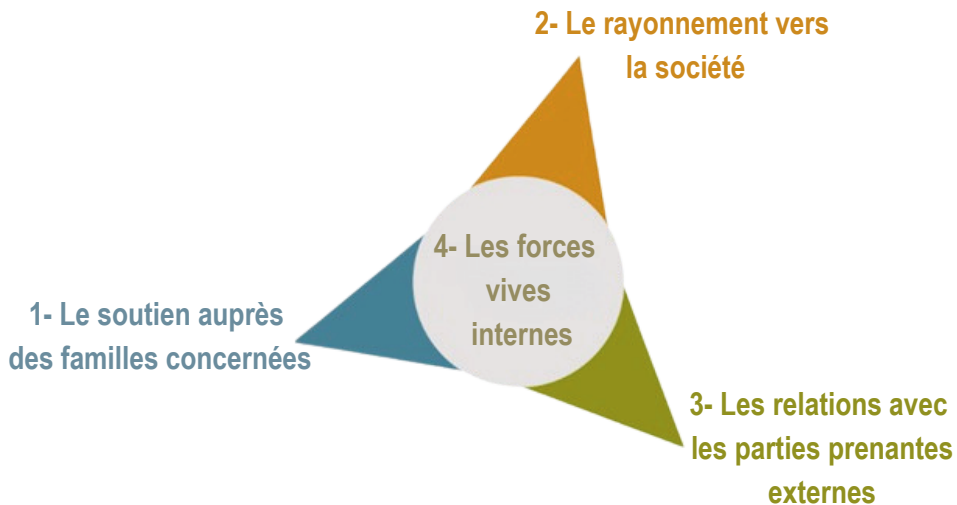 2- Le rayonnement vers
la société
4- Les forces
vives
internes
1- Le soutien auprès
des familles concernées
3- Les relations avec
les parties prenantes
externes